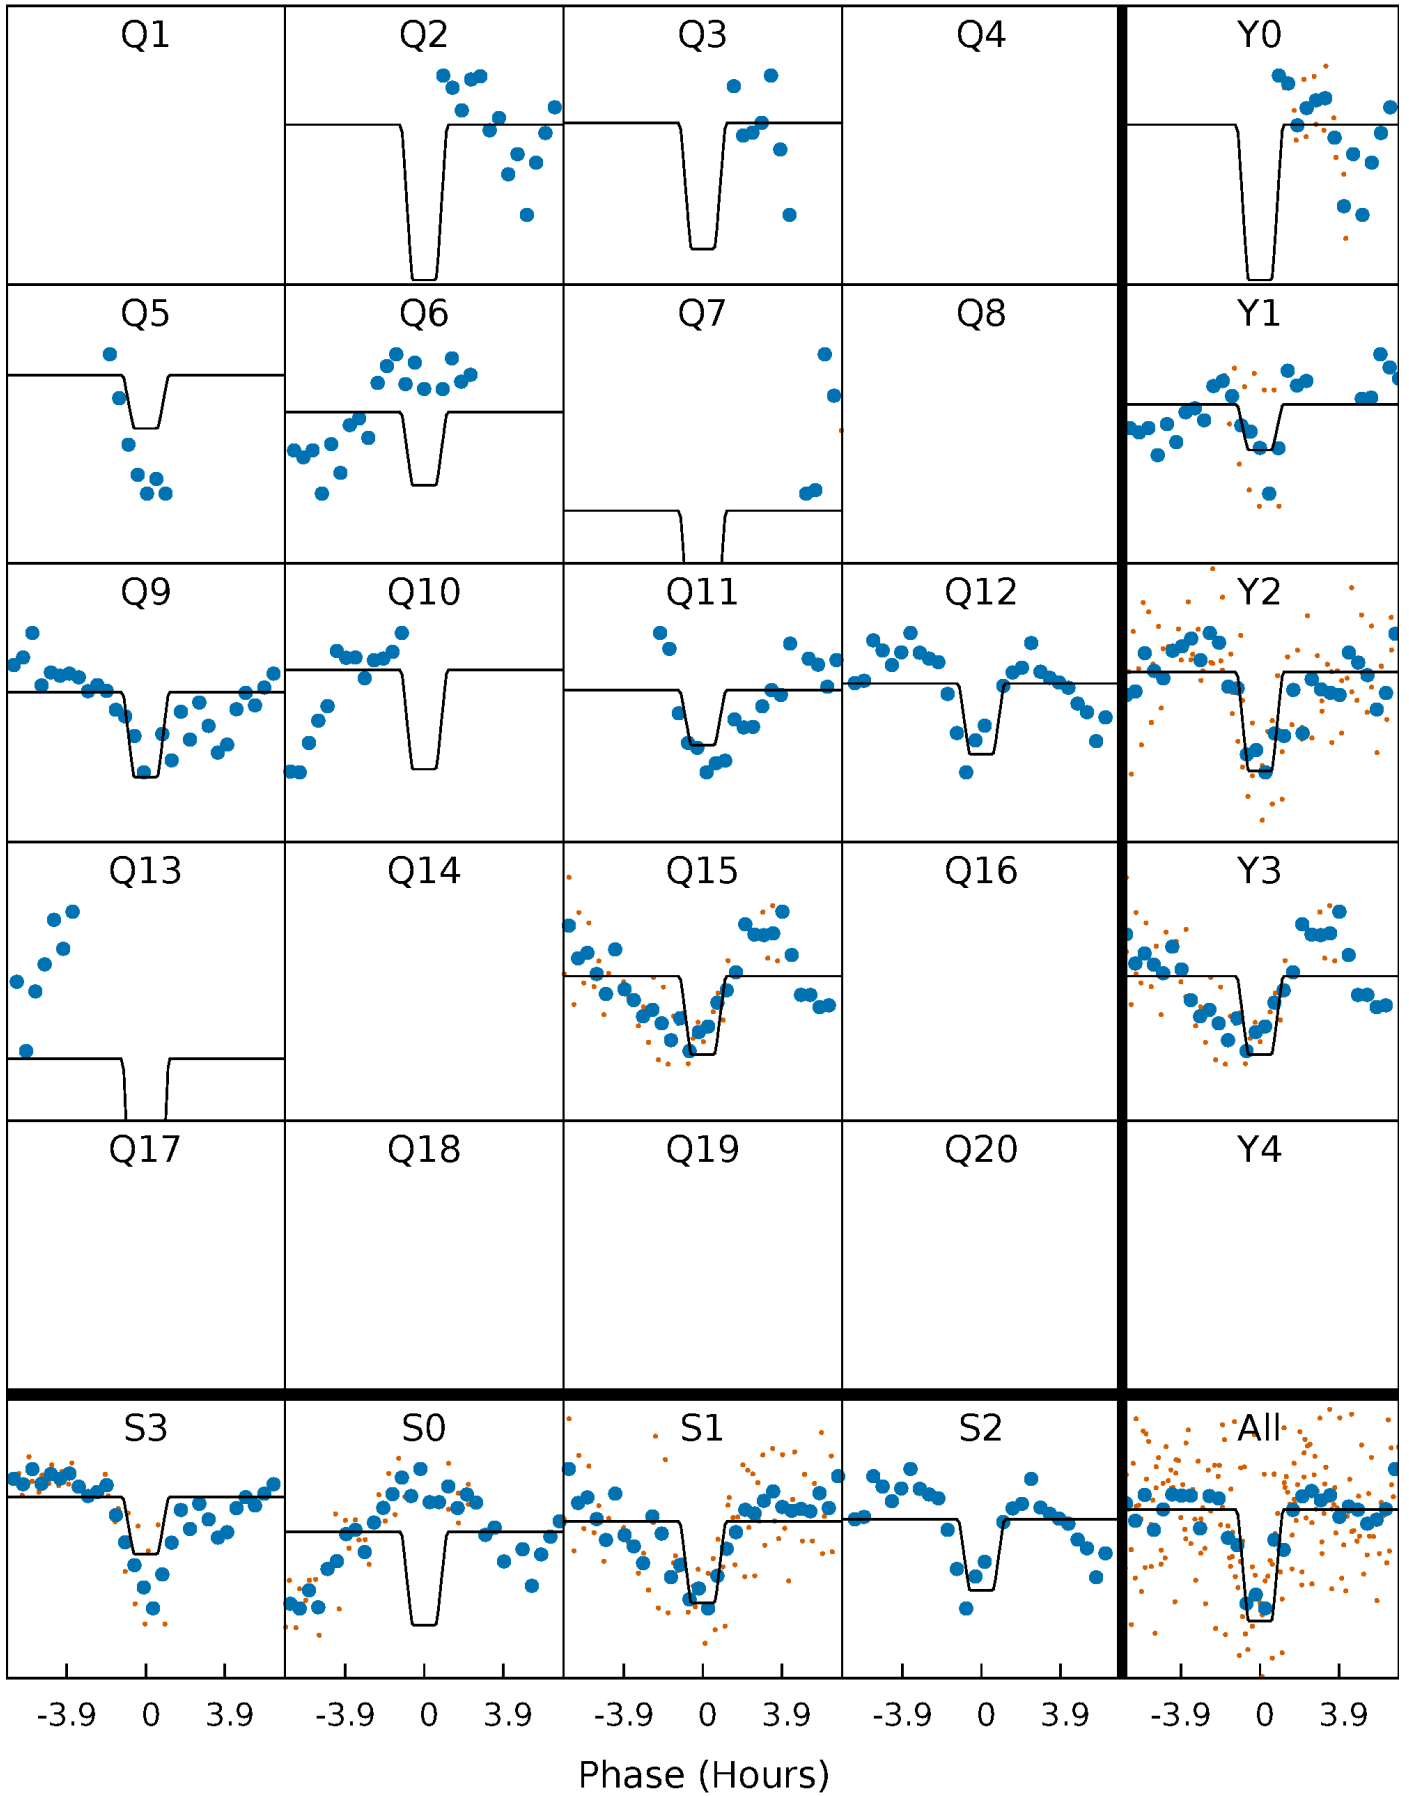 Q1 Q2 Q3 Q4 Y0
Q5 Q6 Q7 Q8 Y1
Q9 Q10 Q11 Q12 Y2
Q13 Q14 Q15 Q16 Y3
Q17 Q18 Q19 Q20 Y4
S3 S0 S1 S2 All
-3.9 0 3.9 -3.9 0 3.9 -3.9 0 3.9 -3.9 0 3.9 -3.9 0 3.9
Phase (Hours)